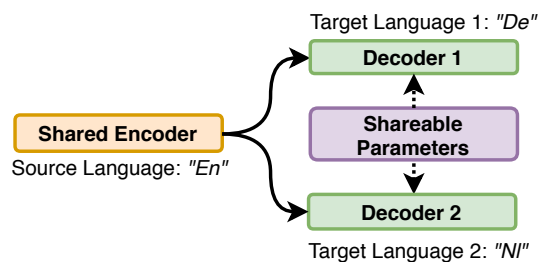 Target Language 1: "De"
Decoder 1
Shared Encoder
Source Language: "En"
Shareable
Parameters
Decoder 2
Target Language 2: "Nl"